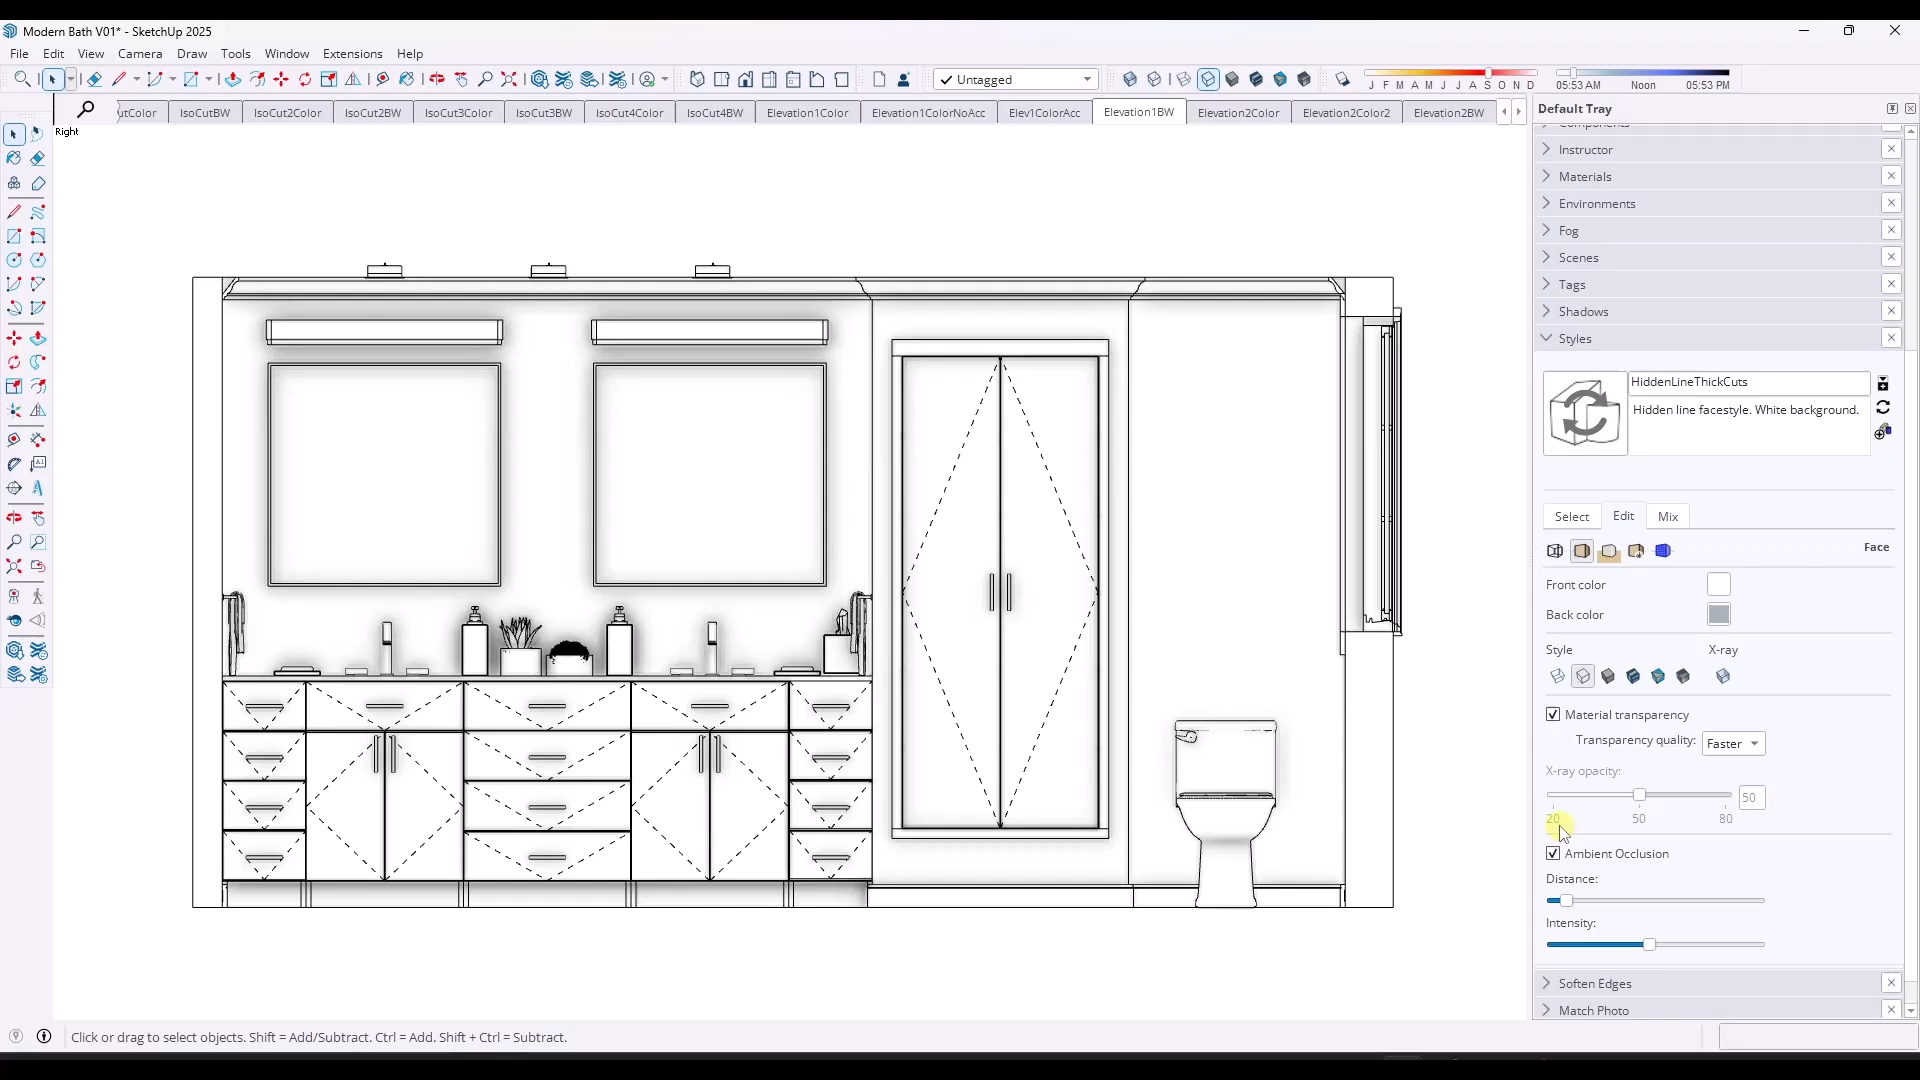 Modern Bath V01* - SketchUp 2025
File Edit View Camera Draw Tools Window Extensions Help
Untagged
J F M A M J J A S O N D
05:53 AM Noon 05:53 PM
utColor IsoCutBW IsoCut2Color IsoCut2BW IsoCut3Color IsoCut3BW IsoCut4Color IsoCut4BW Elevation1Color Elevation1ColorNoAcc Elev1ColorAcc Elevation1BW Elevation2Color Elevation2Color2 Elevation2BW
Right
Default Tray
Components
Instructor
Materials
Environments
Fog
Scenes
Tags
Shadows
Styles
HiddenLineThickCuts
Hidden line facestyle. White background.
Select Edit Mix
Face
Front color
Back color
Style X-ray
Material transparency
Transparency quality: Faster
X-ray opacity:
50
20 50 80
Ambient Occlusion
Distance:
Intensity:
Soften Edges
Match Photo
Click or drag to select objects. Shift = Add/Subtract. Ctrl = Add. Shift + Ctrl = Subtract.